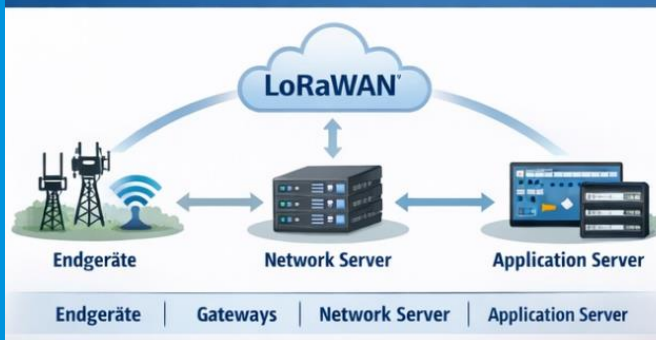 LoRaWAN
Endgeräte
Network Server
Application Server
Endgeräte | Gateways | Network Server | Application Server